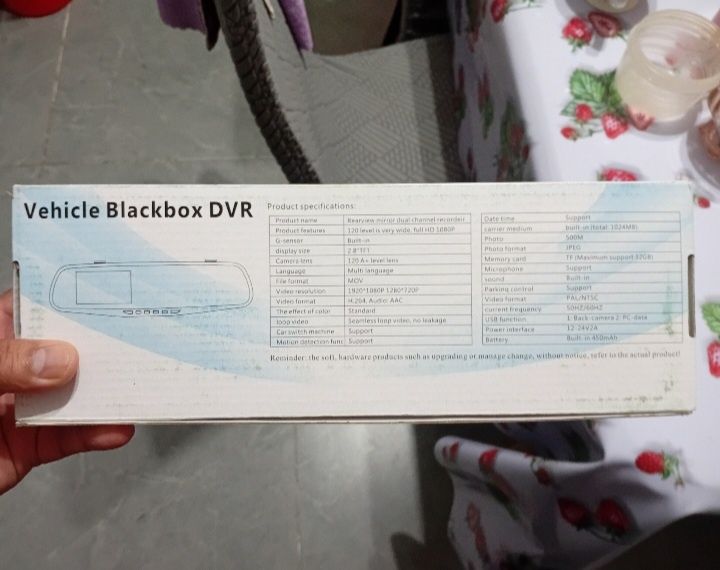 Vehicle Blackbox DVR
Product specifications:
Product name Rearview mirror dual channel recorder
Product features 120 level is very wide, full HD 1080P
G-sensor Built-in
display size 2.8"TFT
Camera lens 120 A+ level lens
Language Multi language
File format MOV
Video resolution 1920*1080P 1280*720P
Video format H.264, Audio: AAC
The effect of color Standard
loop video Seamless loop video, no leakage
Car switch machine Support
Motion detection func Support
Date time Support
carrier medium built-in (total: 1024MB)
Photo 500M
Photo format JPEG
Memory card TF (Maximum support 32GB)
Microphone Support
sound Built-in
Parking control Support
Video format PAL/NTSC
Current frequency 50HZ/60HZ
USB function 1: Back-camera 2: PC-data
Power interface 12-24V2A
Battery Built-in 450mAh
Reminder: the soft, hardware products such as upgrading or manage change, without notice, refer to the actual product!